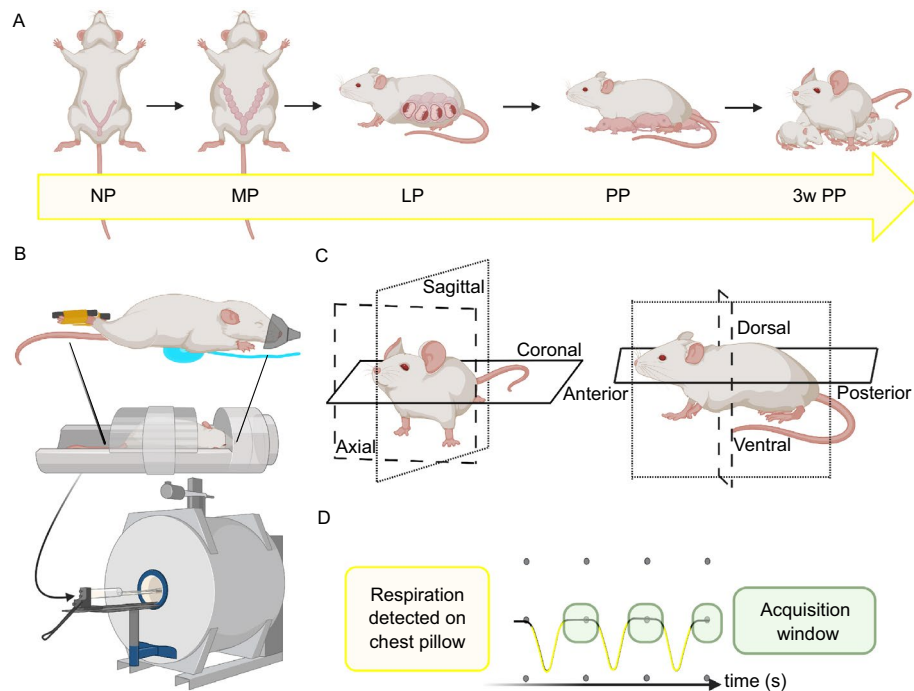 A
NP
MP
LP
PP
3w PP
B
C
Sagittal
Coronal
Anterior
Axial
Dorsal
Posterior
Ventral
D
Respiration
detected on
chest pillow
Acquisition
window
time (s)